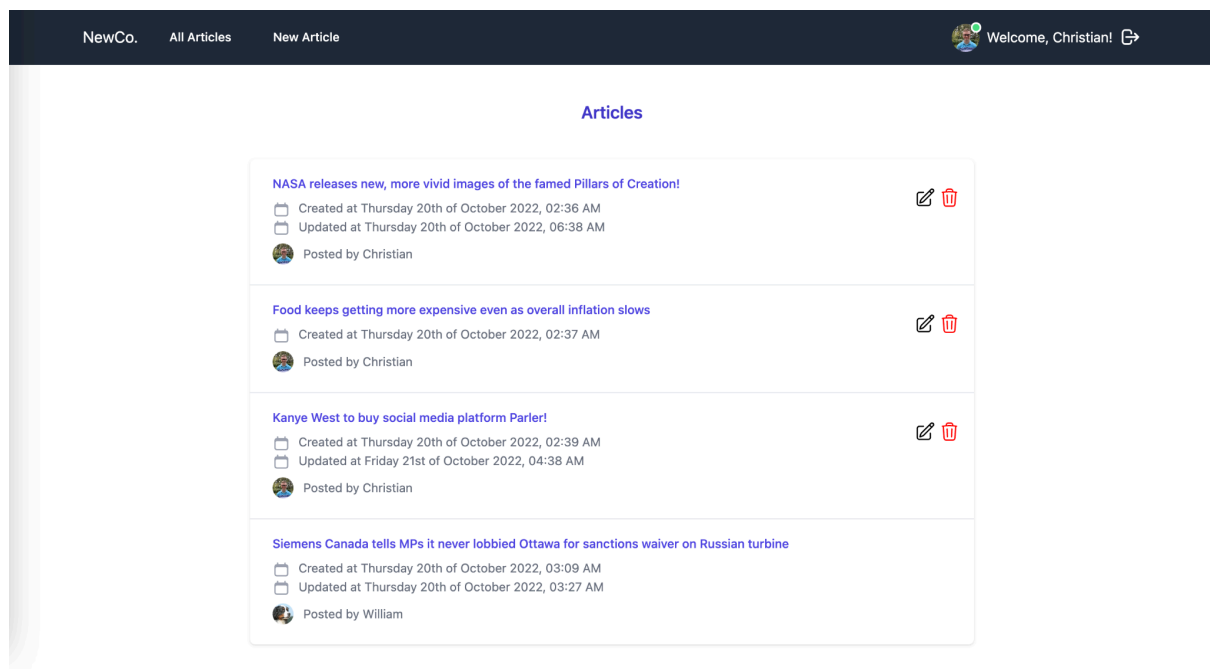 NewCo. All Articles New Article Welcome, Christian!
Articles
NASA releases new, more vivid images of the famed Pillars of Creation!
Created at Thursday 20th of October 2022, 02:36 AM
Updated at Thursday 20th of October 2022, 06:38 AM
Posted by Christian
Food keeps getting more expensive even as overall inflation slows
Created at Thursday 20th of October 2022, 02:37 AM
Posted by Christian
Kanye West to buy social media platform Parler!
Created at Thursday 20th of October 2022, 02:39 AM
Updated at Friday 21st of October 2022, 04:38 AM
Posted by Christian
Siemens Canada tells MPs it never lobbied Ottawa for sanctions waiver on Russian turbine
Created at Thursday 20th of October 2022, 03:09 AM
Updated at Thursday 20th of October 2022, 03:27 AM
Posted by William